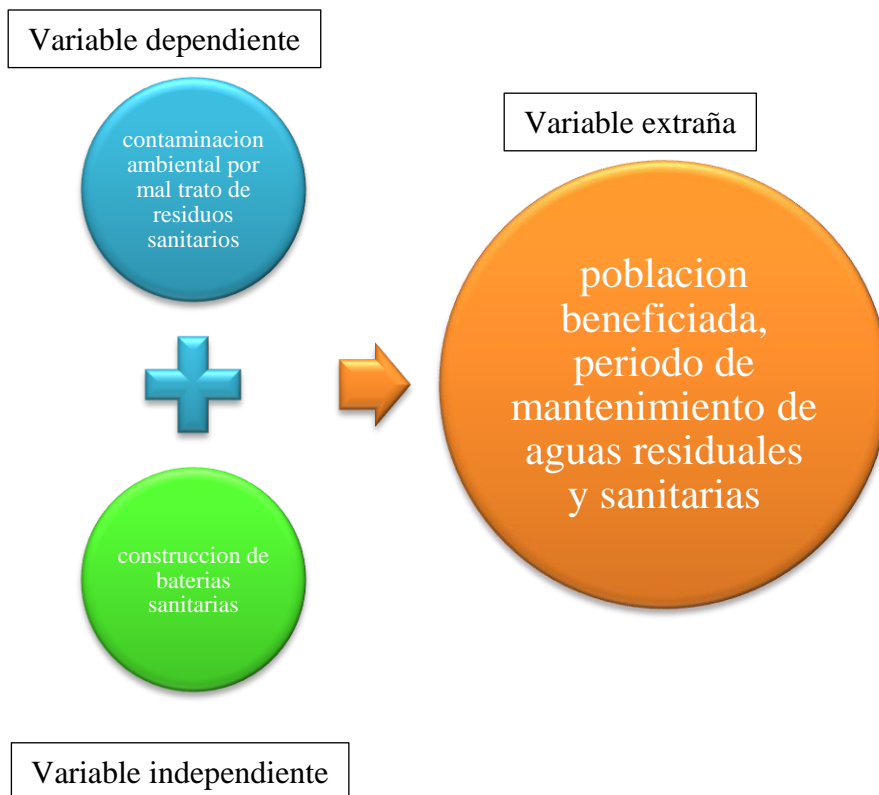 Variable dependiente
contaminacion
ambiental por
mal trato de
residuos
sanitarios
construccion de
baterias
sanitarias
Variable independiente
Variable extraña
poblacion
beneficiada,
periodo de
mantenimiento de
aguas residuales
y sanitarias